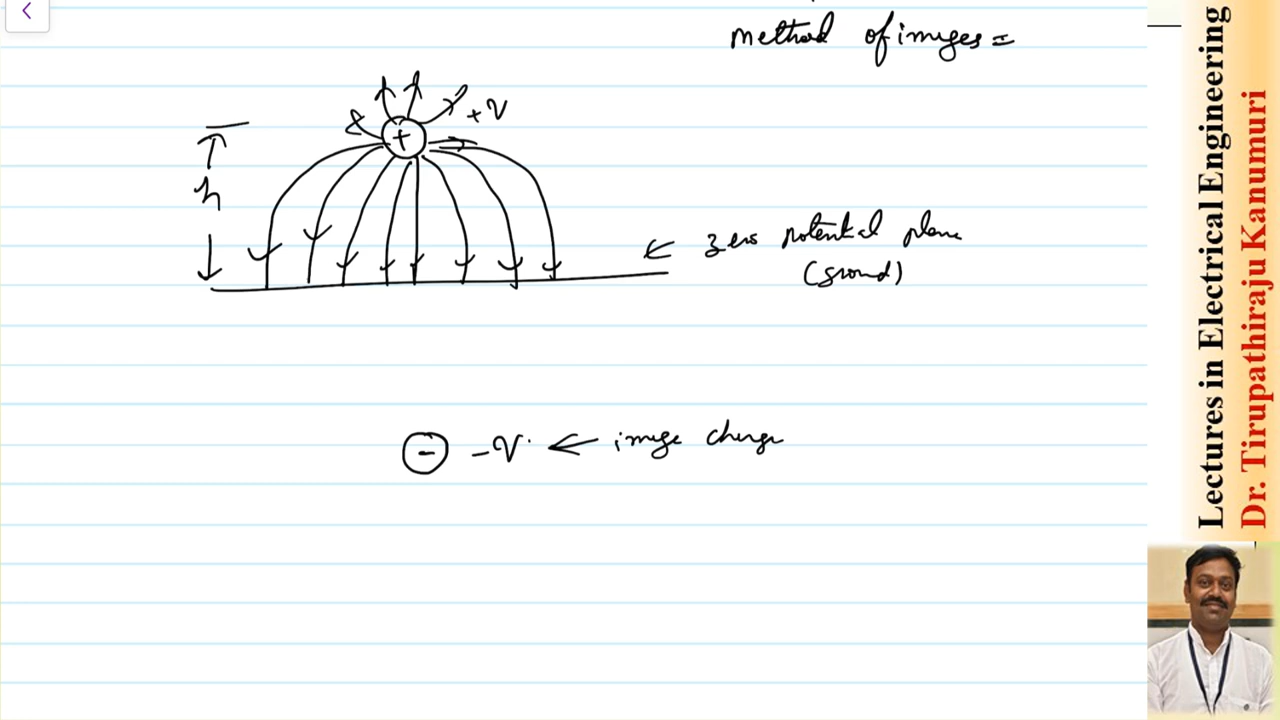 method of images =
+V
+
h
← zero potential plane
(ground)
- -V ← image charge
Lectures in Electrical Engineering
Dr. Tirupathiraju Kanumuri